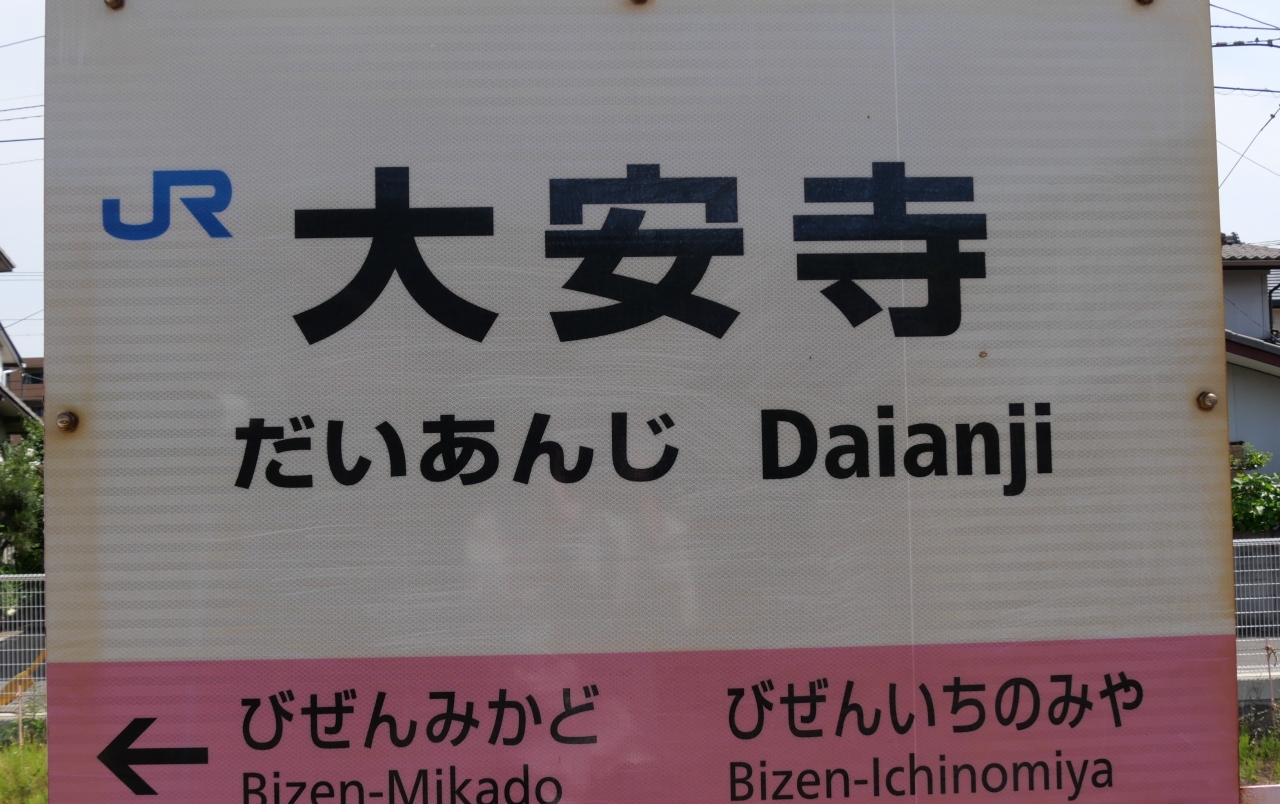 JR 大安寺
だいあんじ Daianji
← びぜんみかど びぜんいちのみや
Bizen-Mikado Bizen-Ichinomiya